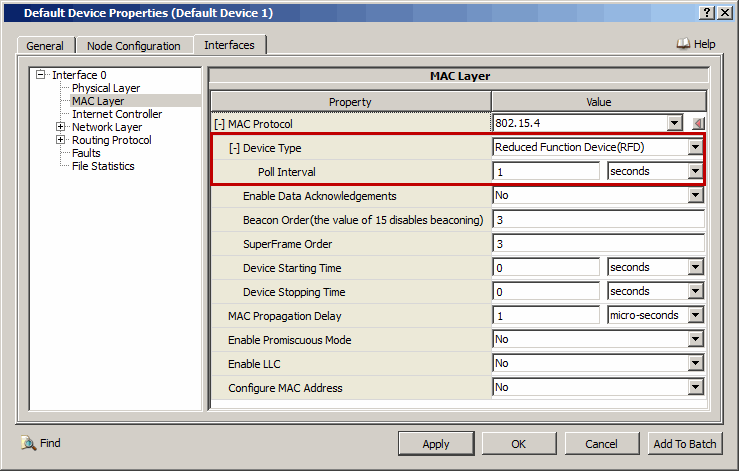 Default Device Properties (Default Device 1)
General Node Configuration Interfaces Help
Interface 0
Physical Layer
MAC Layer
Internet Controller
Network Layer
Routing Protocol
Faults
File Statistics
MAC Layer
Property Value
[-] MAC Protocol 802.15.4
[-] Device Type Reduced Function Device(RFD)
Poll Interval 1 seconds
Enable Data Acknowledgements No
Beacon Order(the value of 15 disables beaconing) 3
SuperFrame Order 3
Device Starting Time 0 seconds
Device Stopping Time 0 seconds
MAC Propagation Delay 1 micro-seconds
Enable Promiscuous Mode No
Enable LLC No
Configure MAC Address No
Find Apply OK Cancel Add To Batch